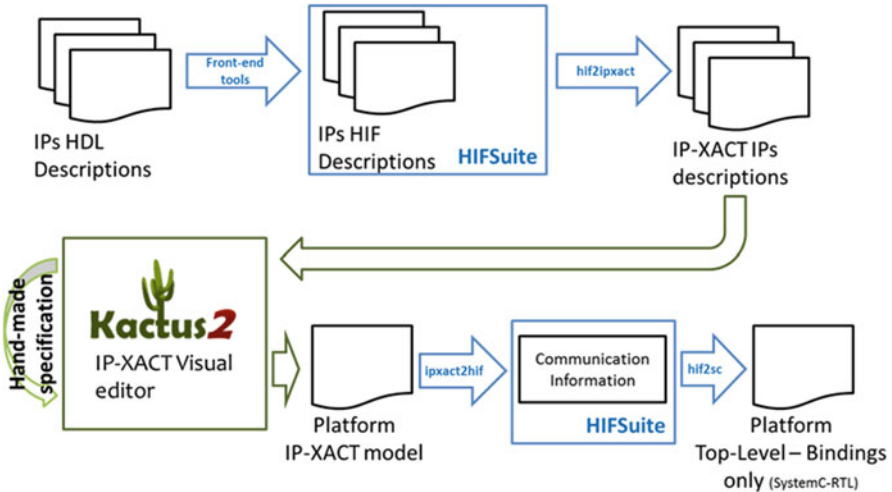 Front-end
tools
hif2ipxact
IPs HDL
Descriptions
IPs HIF
Descriptions
HIFSuite
IP-XACT IPs
descriptions
Hand-made
specification
Kactus2
IP-XACT Visual
editor
ipxact2hif
Communication
Information
hif2sc
Platform
IP-XACT model
HIFSuite
Platform
Top-Level – Bindings
only (SystemC-RTL)